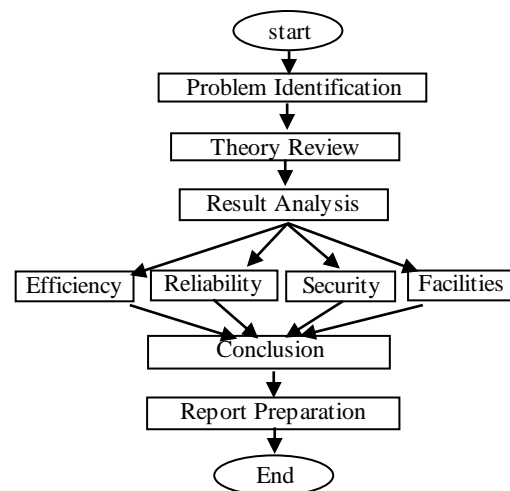 start
Problem Identification
Theory Review
Result Analysis
Efficiency
Reliability
Security
Facilities
Conclusion
Report Preparation
End